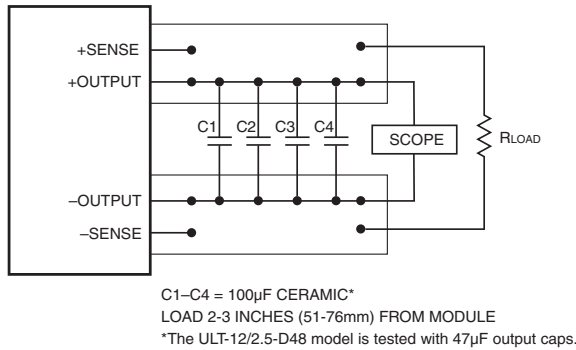 +SENSE
+OUTPUT
C1 C2 C3 C4
SCOPE
RLOAD
–OUTPUT
–SENSE
C1–C4 = 100µF CERAMIC*
LOAD 2-3 INCHES (51-76mm) FROM MODULE
*The ULT-12/2.5-D48 model is tested with 47µF output caps.